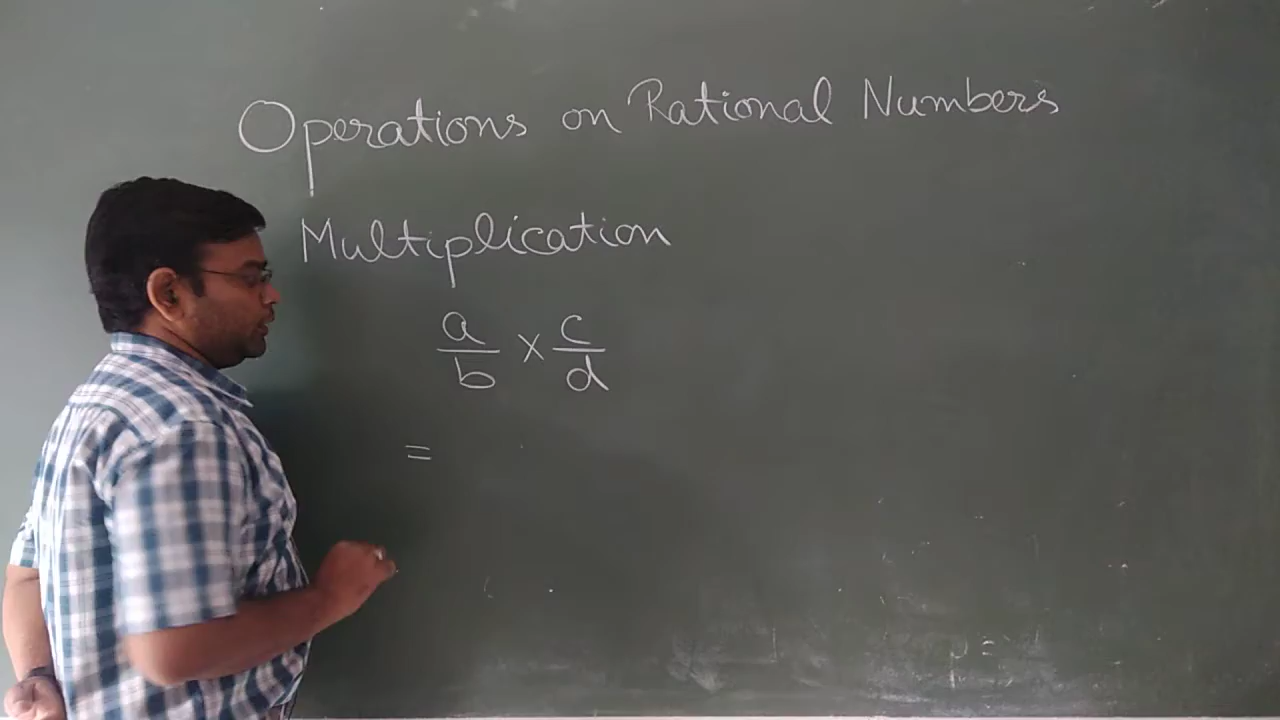 Operations on Rational Numbers
Multiplication
a/b × c/d
=